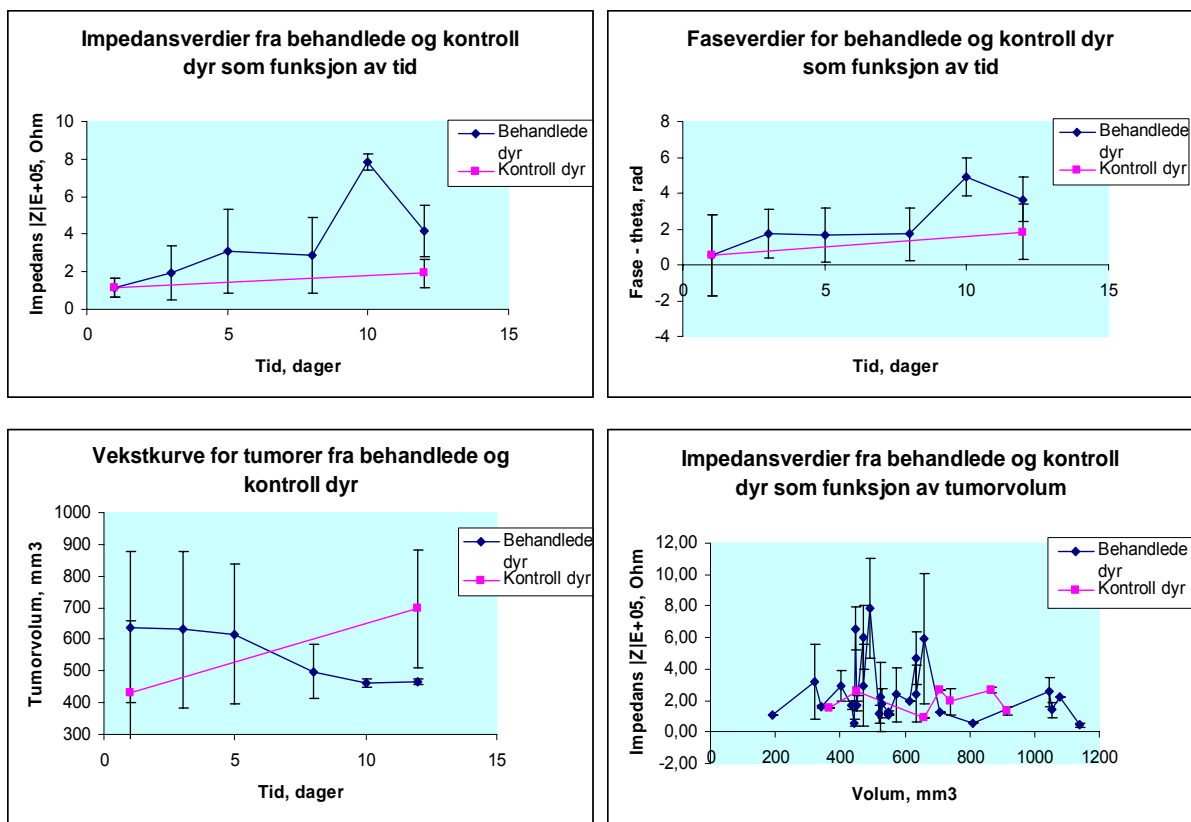 Impedansverdier fra behandlede og kontroll
dyr som funksjon av tid
Impedans |Z|E+05, Ohm
10
8
6
4
2
0
0
5
10
15
Tid, dager
Behandlede
dyr
Kontroll dyr
Faseverdier for behandlede og kontroll dyr
som funksjon av tid
Fase - theta, rad
8
6
4
2
0
-2
-4
0
5
10
15
Tid, dager
Behandlede
dyr
Kontroll dyr
Vekstkurve for tumorer fra behandlede og
kontroll dyr
Tumorvolum, mm3
1000
900
800
700
600
500
400
300
0
5
10
15
Tid, dager
Behandlede
dyr
Kontroll dyr
Impedansverdier fra behandlede og kontroll
dyr som funksjon av tumorvolum
Impedans |Z|E+05, Ohm
12,00
10,00
8,00
6,00
4,00
2,00
0,00
-2,00
0
200
400
600
800
1000
1200
Volum, mm3
Behandlede
dyr
Kontroll dyr